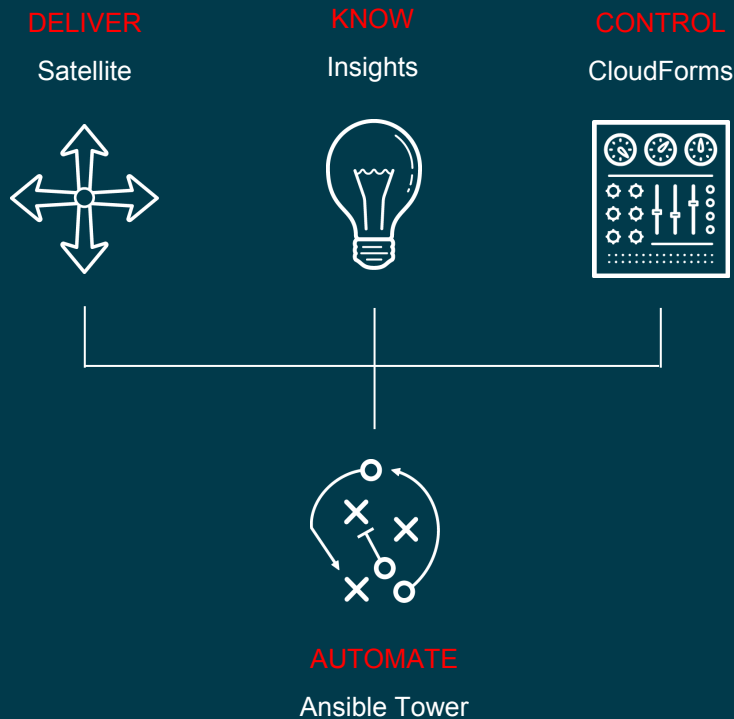 DELIVER
Satellite
KNOW
Insights
CONTROL
CloudForms
AUTOMATE
Ansible Tower